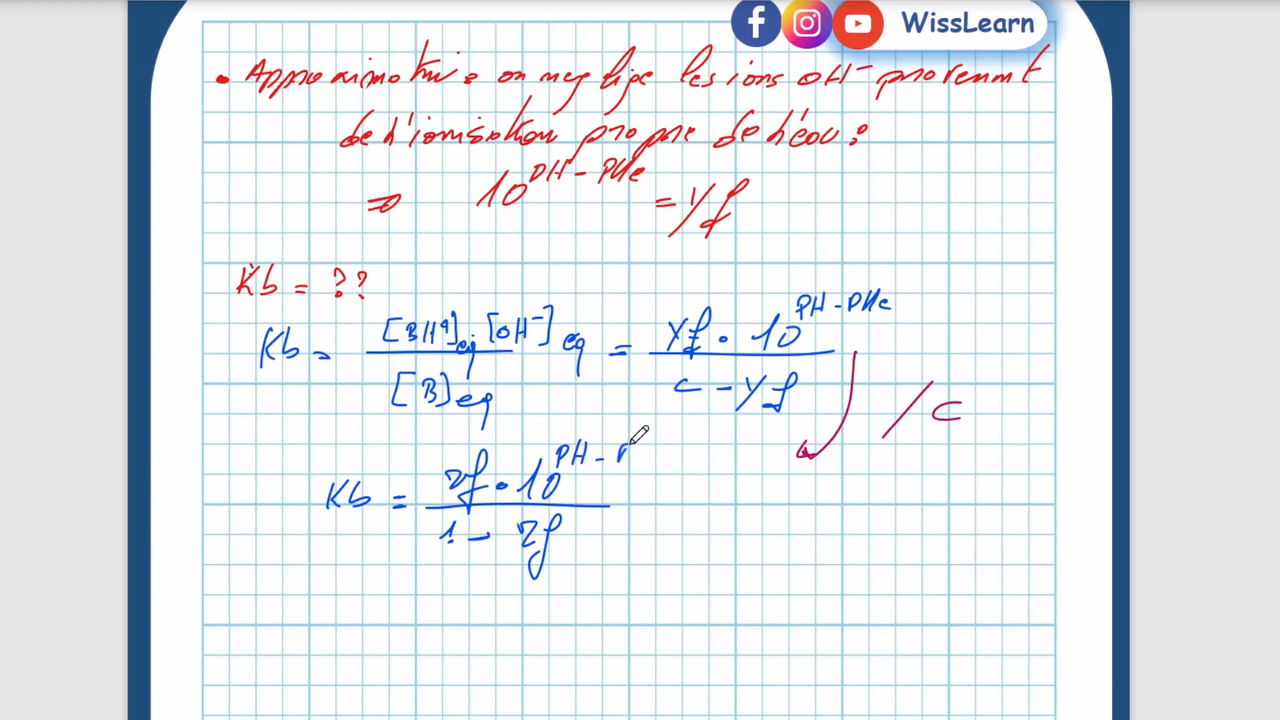 WissLearn
• Approximation : on néglige les ions OH⁻ provenant
de l'ionisation propre de l'eau :
⇒ 10^(PH - PKe) = yf
Kb = ??
Kb = [BH⁺]eq [OH⁻]eq / [B]eq = yf · 10^(PH - PKe) / (c - yf)
/ c
Kb = τf · 10^(PH - P / (1 - τf)